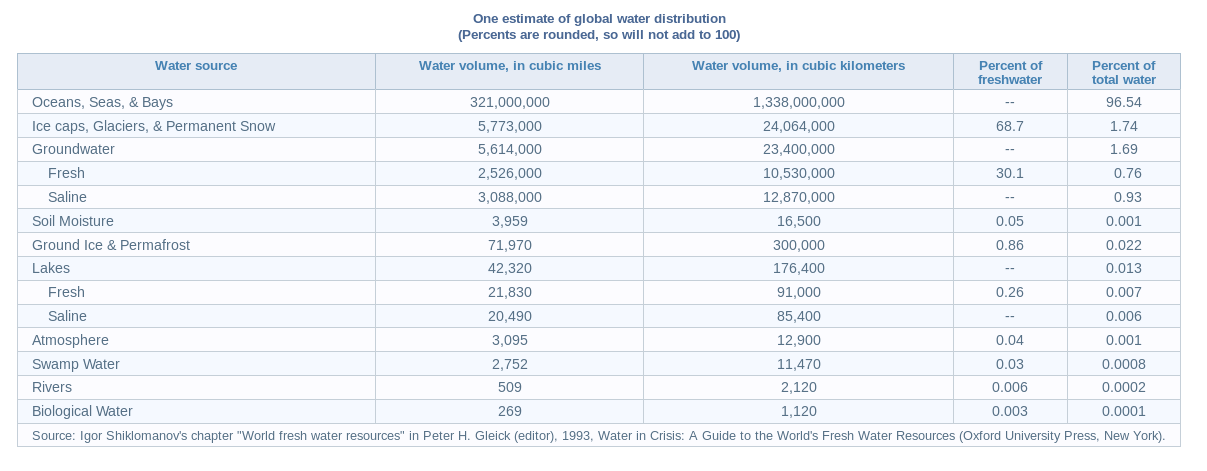 One estimate of global water distribution
(Percents are rounded, so will not add to 100)
Water source Water volume, in cubic miles Water volume, in cubic kilometers Percent of freshwater Percent of total water
Oceans, Seas, & Bays 321,000,000 1,338,000,000 -- 96.54
Ice caps, Glaciers, & Permanent Snow 5,773,000 24,064,000 68.7 1.74
Groundwater 5,614,000 23,400,000 -- 1.69
Fresh 2,526,000 10,530,000 30.1 0.76
Saline 3,088,000 12,870,000 -- 0.93
Soil Moisture 3,959 16,500 0.05 0.001
Ground Ice & Permafrost 71,970 300,000 0.86 0.022
Lakes 42,320 176,400 -- 0.013
Fresh 21,830 91,000 0.26 0.007
Saline 20,490 85,400 -- 0.006
Atmosphere 3,095 12,900 0.04 0.001
Swamp Water 2,752 11,470 0.03 0.0008
Rivers 509 2,120 0.006 0.0002
Biological Water 269 1,120 0.003 0.0001
Source: Igor Shiklomanov's chapter "World fresh water resources" in Peter H. Gleick (editor), 1993, Water in Crisis: A Guide to the World's Fresh Water Resources (Oxford University Press, New York).